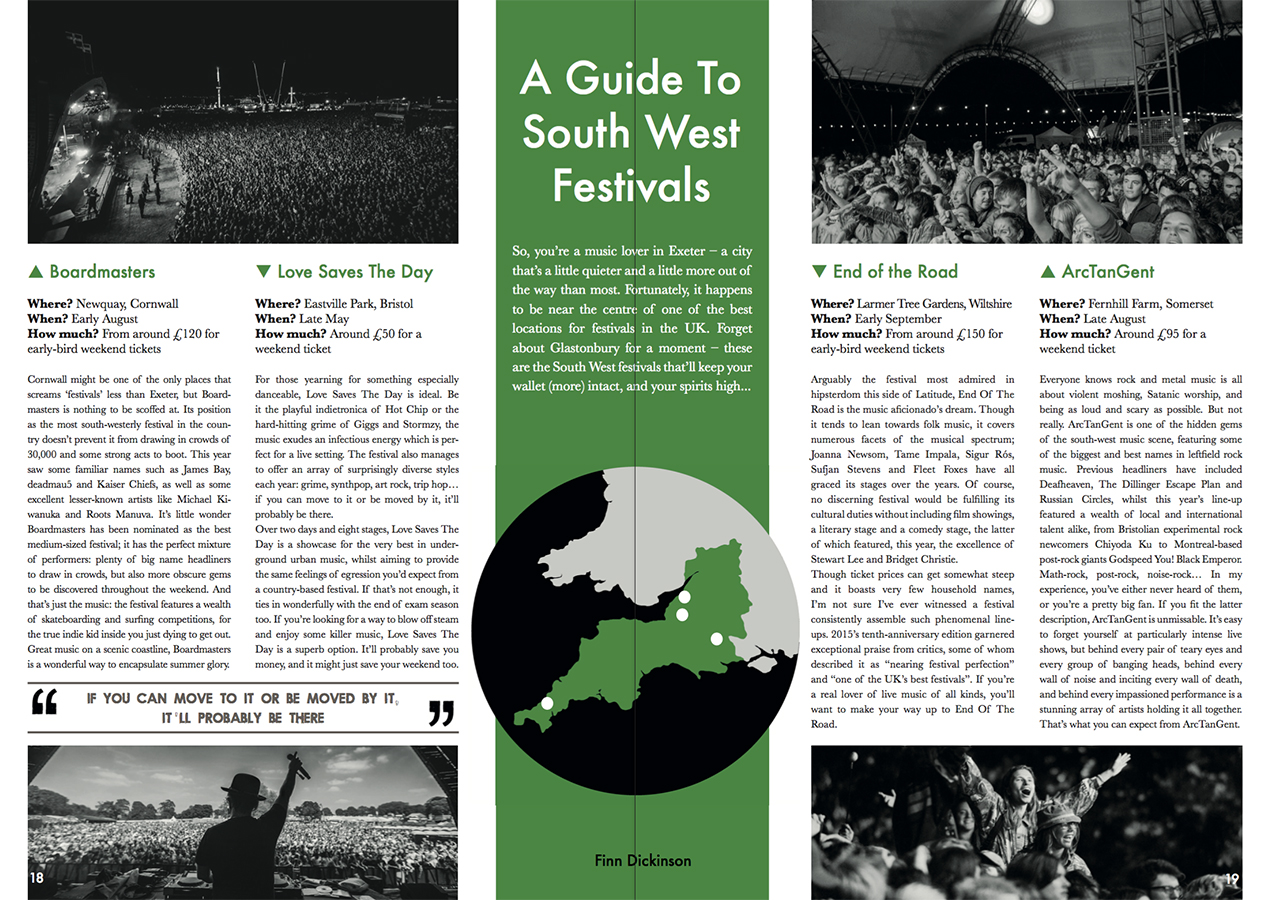 A Guide To
South West
Festivals
So, you're a music lover in Exeter – a city
that's a little quieter and a little more out of
the way than most. Fortunately, it happens
to be near the centre of one of the best
locations for festivals in the UK. Forget
about Glastonbury for a moment – these
are the South West festivals that'll keep your
wallet (more) intact, and your spirits high...
Finn Dickinson
▲ Boardmasters
Where? Newquay, Cornwall
When? Early August
How much? From around £120 for
early-bird weekend tickets
Cornwall might be one of the only places that
screams 'festivals' less than Exeter, but Board-
masters is nothing to be scoffed at. Its position
as the most south-westerly festival in the coun-
try doesn't prevent it from drawing in crowds of
30,000 and some strong acts to boot. This year
saw some familiar names such as James Bay,
deadmau5 and Kaiser Chiefs, as well as some
excellent lesser-known artists like Michael Ki-
wanuka and Roots Manuva. It's little wonder
Boardmasters has been nominated as the best
medium-sized festival; it has the perfect mixture
of performers: plenty of big name headliners
to draw in crowds, but also more obscure gems
to be discovered throughout the weekend. And
that's just the music: the festival features a wealth
of skateboarding and surfing competitions, for
the true indie kid inside you just dying to get out.
Great music on a scenic coastline, Boardmasters
is a wonderful way to encapsulate summer glory.
▼ Love Saves The Day
Where? Eastville Park, Bristol
When? Late May
How much? Around £50 for a
weekend ticket
For those yearning for something especially
danceable, Love Saves The Day is ideal. Be
it the playful indietronica of Hot Chip or the
hard-hitting grime of Giggs and Stormzy, the
music exudes an infectious energy which is per-
fect for a live setting. The festival also manages
to offer an array of surprisingly diverse styles
each year: grime, synthpop, art rock, trip hop…
if you can move to it or be moved by it, it'll
probably be there.
Over two days and eight stages, Love Saves The
Day is a showcase for the very best in under-
ground urban music, whilst aiming to provide
the same feelings of egression you'd expect from
a country-based festival. If that's not enough, it
ties in wonderfully with the end of exam season
too. If you're looking for a way to blow off steam
and enjoy some killer music, Love Saves The
Day is a superb option. It'll probably save you
money, and it might just save your weekend too.
“ IF YOU CAN MOVE TO IT OR BE MOVED BY IT,
IT'LL PROBABLY BE THERE ”
18
▼ End of the Road
Where? Larmer Tree Gardens, Wiltshire
When? Early September
How much? From around £150 for
early-bird weekend tickets
Arguably the festival most admired in
hipsterdom this side of Latitude, End Of The
Road is the music aficionado's dream. Though
it tends to lean towards folk music, it covers
numerous facets of the musical spectrum;
Joanna Newsom, Tame Impala, Sigur Rós,
Sufjan Stevens and Fleet Foxes have all
graced its stages over the years. Of course,
no discerning festival would be fulfilling its
cultural duties without including film showings,
a literary stage and a comedy stage, the latter
of which featured, this year, the excellence of
Stewart Lee and Bridget Christie.
Though ticket prices can get somewhat steep
and it boasts very few household names,
I'm not sure I've ever witnessed a festival
consistently assemble such phenomenal line-
ups. 2015's tenth-anniversary edition garnered
exceptional praise from critics, some of whom
described it as “nearing festival perfection”
and “one of the UK's best festivals”. If you're
a real lover of live music of all kinds, you'll
want to make your way up to End Of The
Road.
▲ ArcTanGent
Where? Fernhill Farm, Somerset
When? Late August
How much? Around £95 for a
weekend ticket
Everyone knows rock and metal music is all
about violent moshing, Satanic worship, and
being as loud and scary as possible. But not
really. ArcTanGent is one of the hidden gems
of the south-west music scene, featuring some
of the biggest and best names in leftfield rock
music. Previous headliners have included
Deafheaven, The Dillinger Escape Plan and
Russian Circles, whilst this year's line-up
featured a wealth of local and international
talent alike, from Bristolian experimental rock
newcomers Chiyoda Ku to Montreal-based
post-rock giants Godspeed You! Black Emperor.
Math-rock, post-rock, noise-rock… In my
experience, you've either never heard of them,
or you're a pretty big fan. If you fit the latter
description, ArcTanGent is unmissable. It's easy
to forget yourself at particularly intense live
shows, but behind every pair of teary eyes and
every group of banging heads, behind every
wall of noise and inciting every wall of death,
and behind every impassioned performance is a
stunning array of artists holding it all together.
That's what you can expect from ArcTanGent.
19